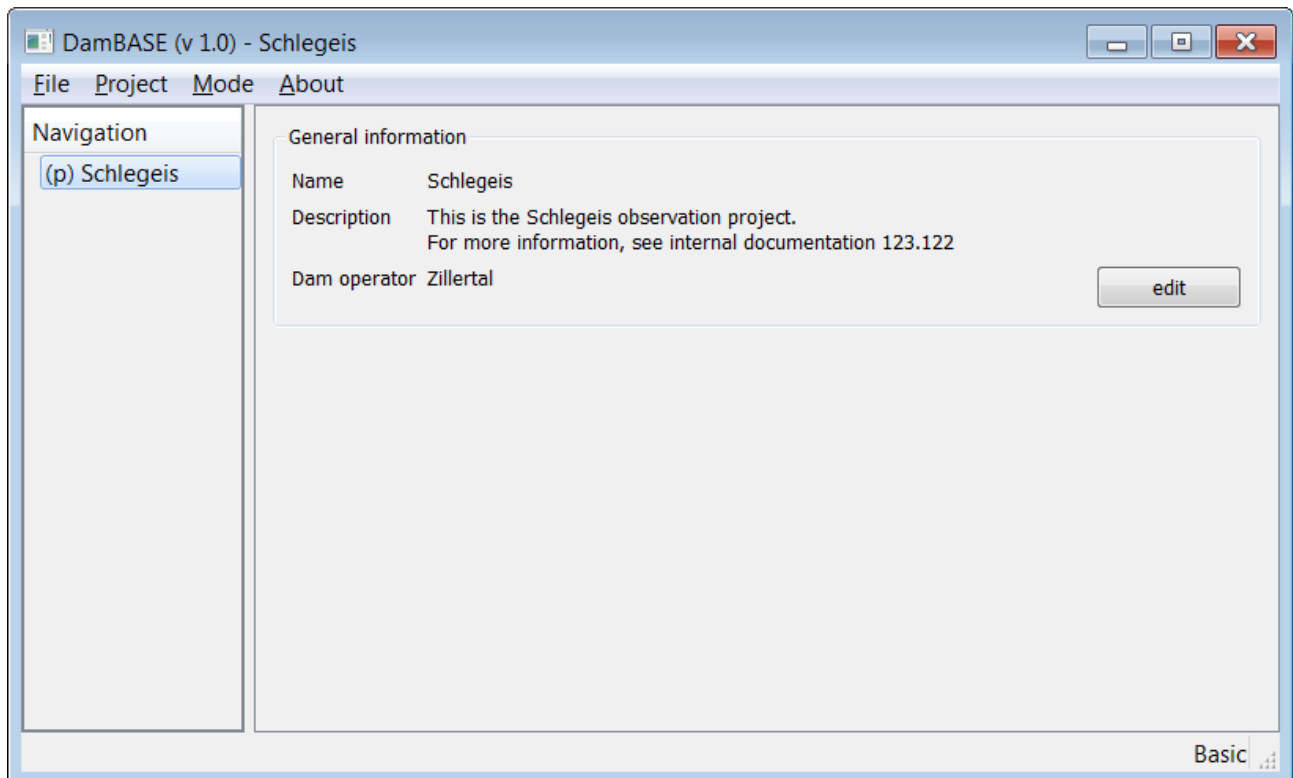 DamBASE (v 1.0) - Schlegeis
File Project Mode About
Navigation
(p) Schlegeis
General information
Name Schlegeis
Description This is the Schlegeis observation project.
For more information, see internal documentation 123.122
Dam operator Zillertal
edit
Basic